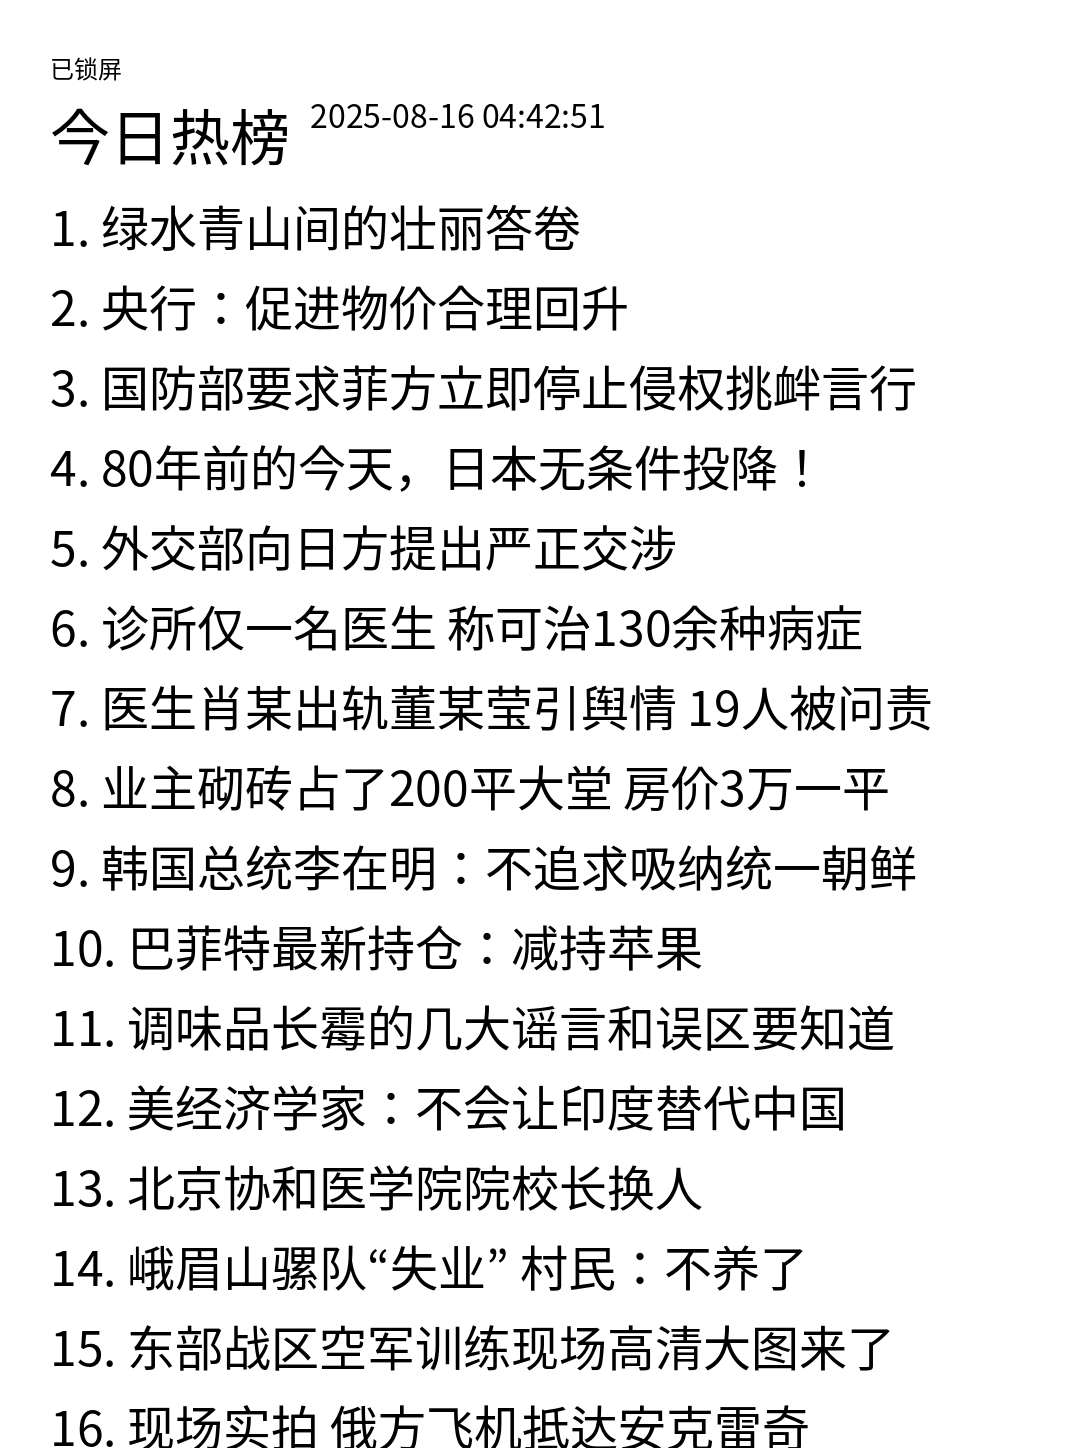 已锁屏
今日热榜 2025-08-16 04:42:51
1. 绿水青山间的壮丽答卷
2. 央行：促进物价合理回升
3. 国防部要求菲方立即停止侵权挑衅言行
4. 80年前的今天，日本无条件投降！
5. 外交部向日方提出严正交涉
6. 诊所仅一名医生 称可治130余种病症
7. 医生肖某出轨董某莹引舆情 19人被问责
8. 业主砌砖占了200平大堂 房价3万一平
9. 韩国总统李在明：不追求吸纳统一朝鲜
10. 巴菲特最新持仓：减持苹果
11. 调味品长霉的几大谣言和误区要知道
12. 美经济学家：不会让印度替代中国
13. 北京协和医学院院校长换人
14. 峨眉山骡队“失业” 村民：不养了
15. 东部战区空军训练现场高清大图来了
16. 现场实拍 俄方飞机抵达安克雷奇